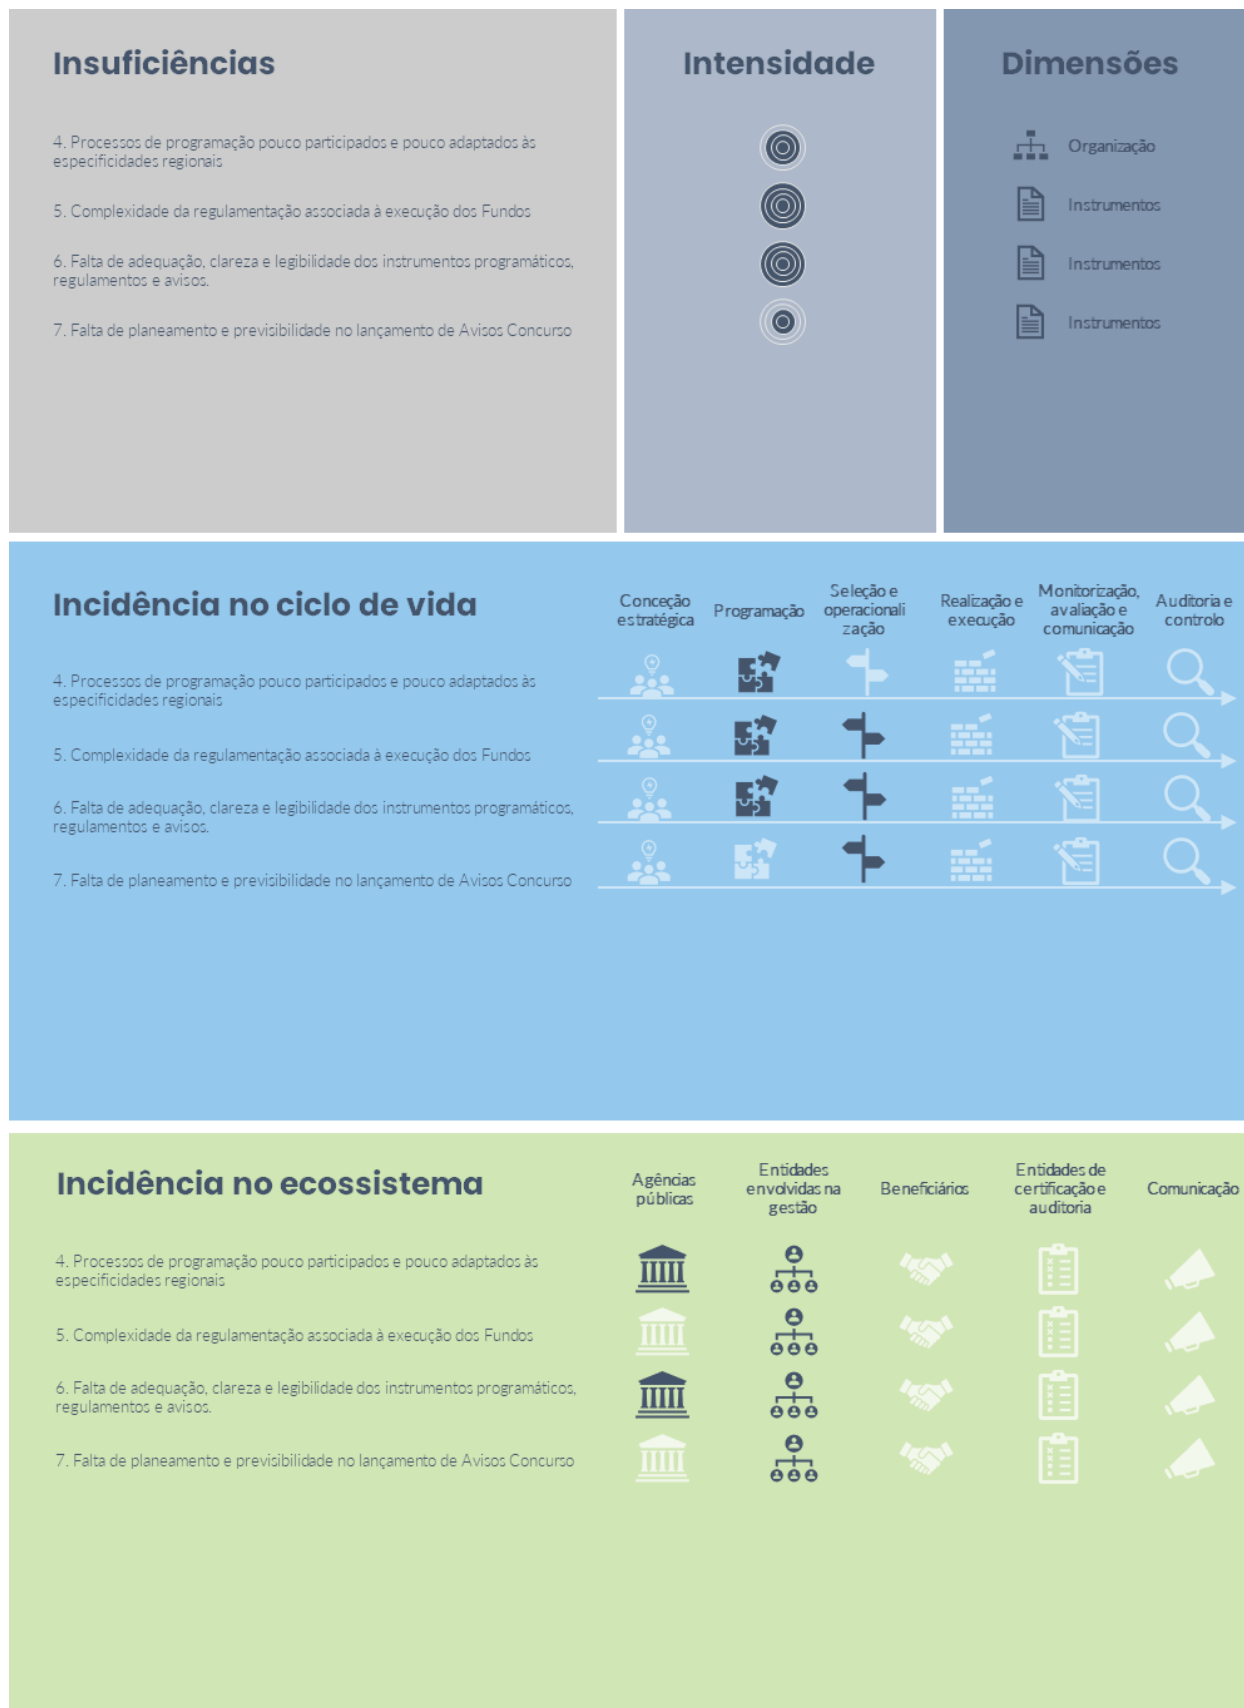 Insuficiências
Intensidade
Dimensões
4. Processos de programação pouco participados e pouco adaptados às
especificidades regionais
Organização
5. Complexidade da regulamentação associada à execução dos Fundos
Instrumentos
6. Falta de adequação, clareza e legibilidade dos instrumentos programáticos,
regulamentos e avisos.
Instrumentos
7. Falta de planeamento e previsibilidade no lançamento de Avisos Concurso
Instrumentos
Incidência no ciclo de vida
Conceção
estratégica
Programação
Seleção e
operacionali
zação
Realização e
execução
Monitorização,
avaliação e
comunicação
Auditoria e
controlo
4. Processos de programação pouco participados e pouco adaptados às
especificidades regionais
5. Complexidade da regulamentação associada à execução dos Fundos
6. Falta de adequação, clareza e legibilidade dos instrumentos programáticos,
regulamentos e avisos.
7. Falta de planeamento e previsibilidade no lançamento de Avisos Concurso
Incidência no ecossistema
Agências
públicas
Entidades
envolvidas na
gestão
Beneficiários
Entidades de
certificação e
auditoria
Comunicação
4. Processos de programação pouco participados e pouco adaptados às
especificidades regionais
5. Complexidade da regulamentação associada à execução dos Fundos
6. Falta de adequação, clareza e legibilidade dos instrumentos programáticos,
regulamentos e avisos.
7. Falta de planeamento e previsibilidade no lançamento de Avisos Concurso